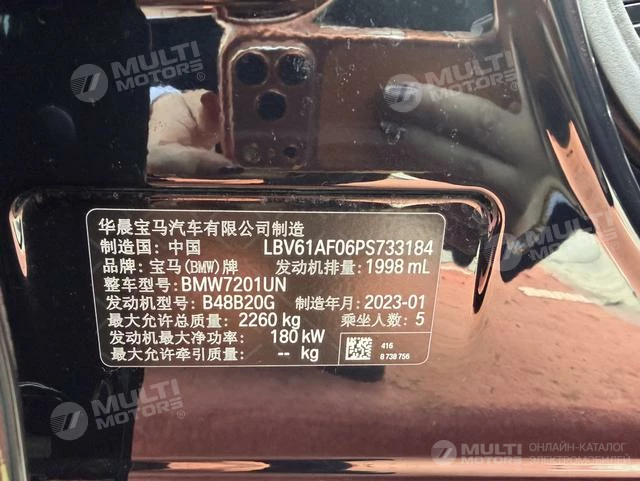 MULTI
MOTORS
MULTI
MOTORS
华晨宝马汽车有限公司制造
制造国: 中国 LBV61AF06PS733184
品牌: 宝马(BMW)牌 发动机排量: 1998 mL
整车型号: BMW7201UN
发动机型号: B48B20G 制造年月: 2023-01
最大允许总质量: 2260 kg 乘坐人数: 5
发动机最大净功率: 180 kW
最大允许牵引质量: -- kg
416
8 738 756
MULTI
MOTORS
MULTI
MOTORS
ОНЛАЙН-КАТАЛОГ
ЭЛЕКТРОМОБИЛЕЙ